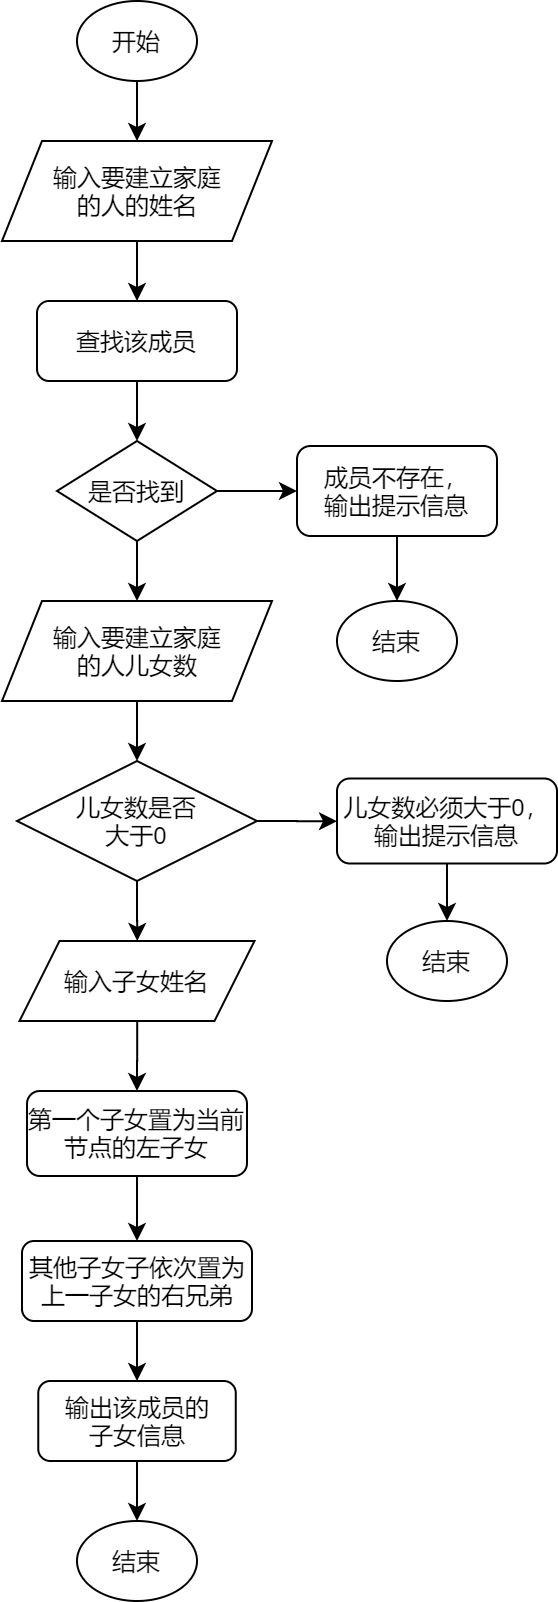 开始
输入要建立家庭
的人的姓名
查找该成员
是否找到
成员不存在，
输出提示信息
结束
输入要建立家庭
的人儿女数
儿女数是否
大于0
儿女数必须大于0，
输出提示信息
结束
输入子女姓名
第一个子女置为当前
节点的左子女
其他子女子依次置为
上一子女的右兄弟
输出该成员的
子女信息
结束